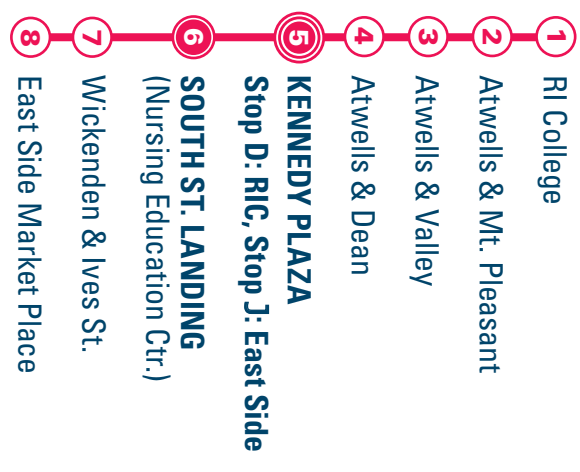 1 RI College
2 Atwells & Mt. Pleasant
3 Atwells & Valley
4 Atwells & Dean
5 KENNEDY PLAZA
Stop D: RIC, Stop J: East Side
6 SOUTH ST. LANDING
(Nursing Education Ctr.)
7 Wickenden & Ives St.
8 East Side Market Place